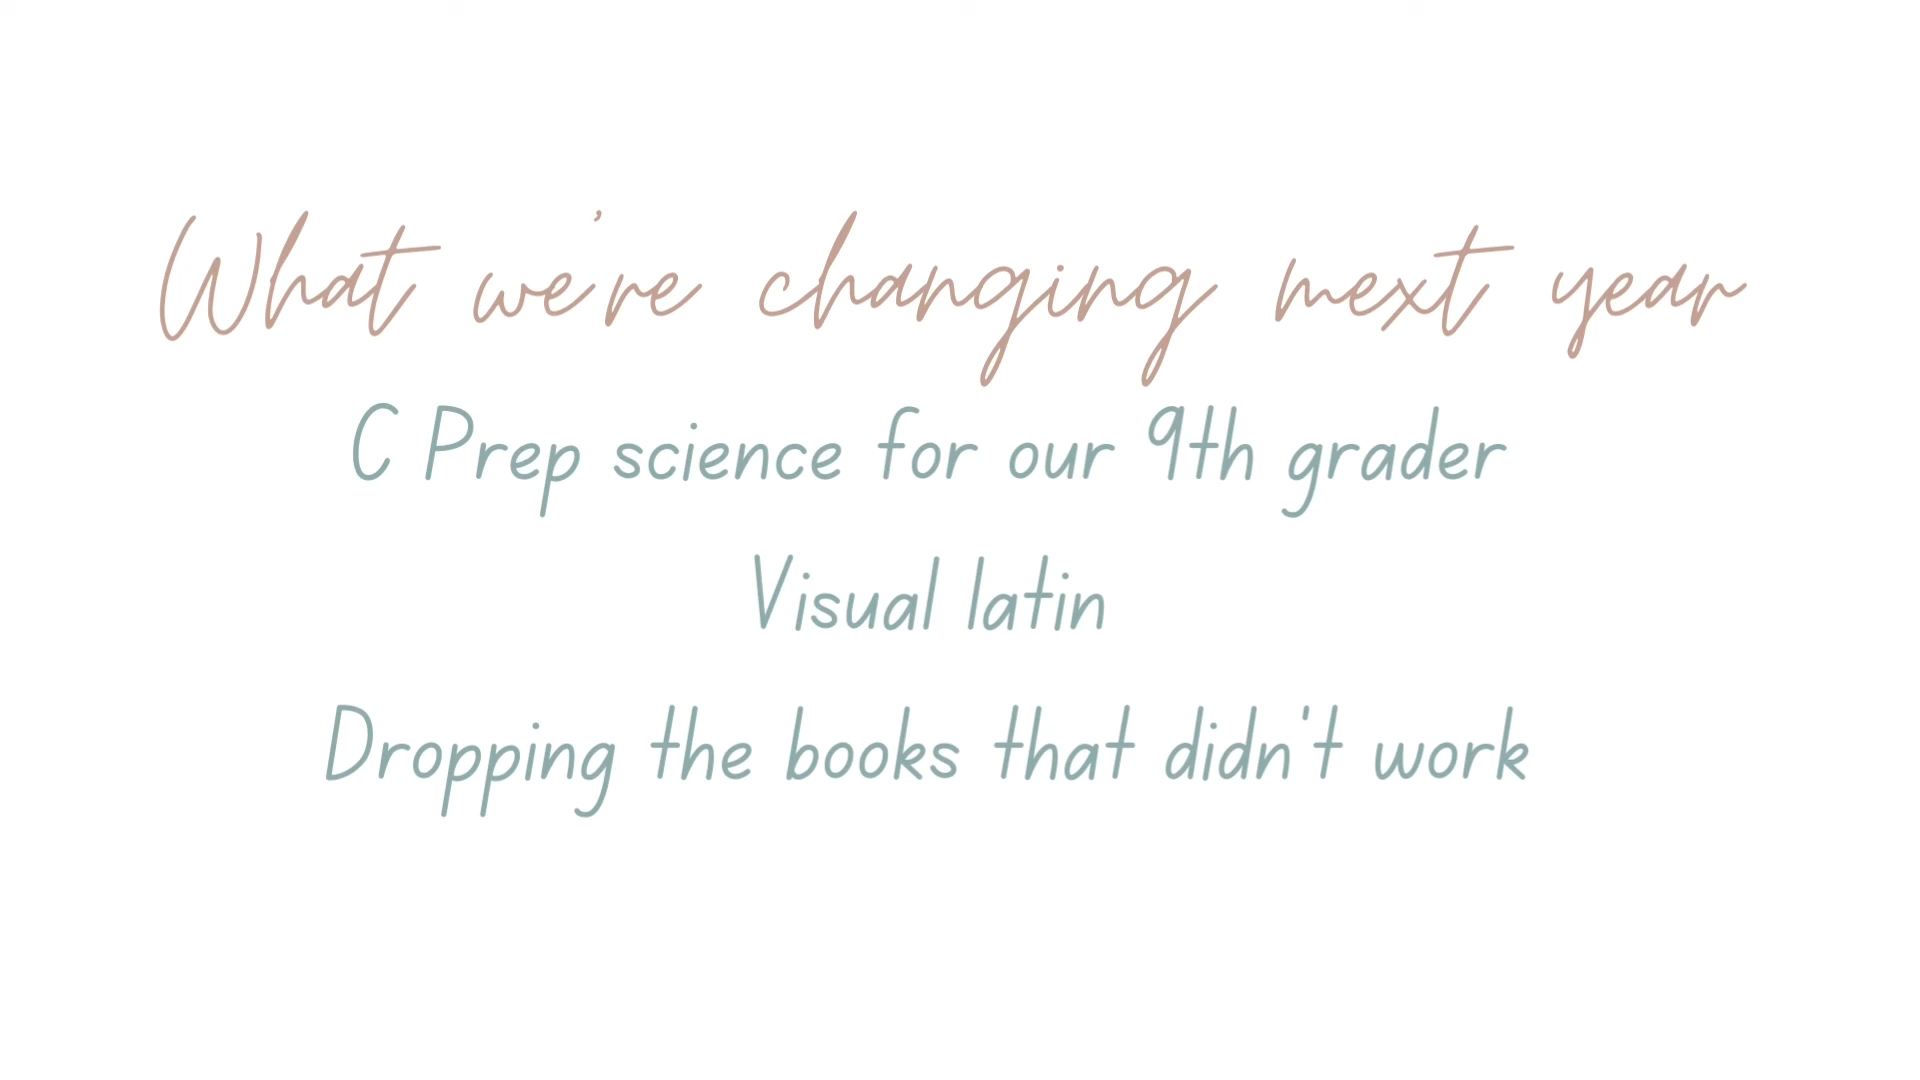 What we're changing mext year
C Prep science for our 9th grader
Visual latin
Dropping the books that didn't work